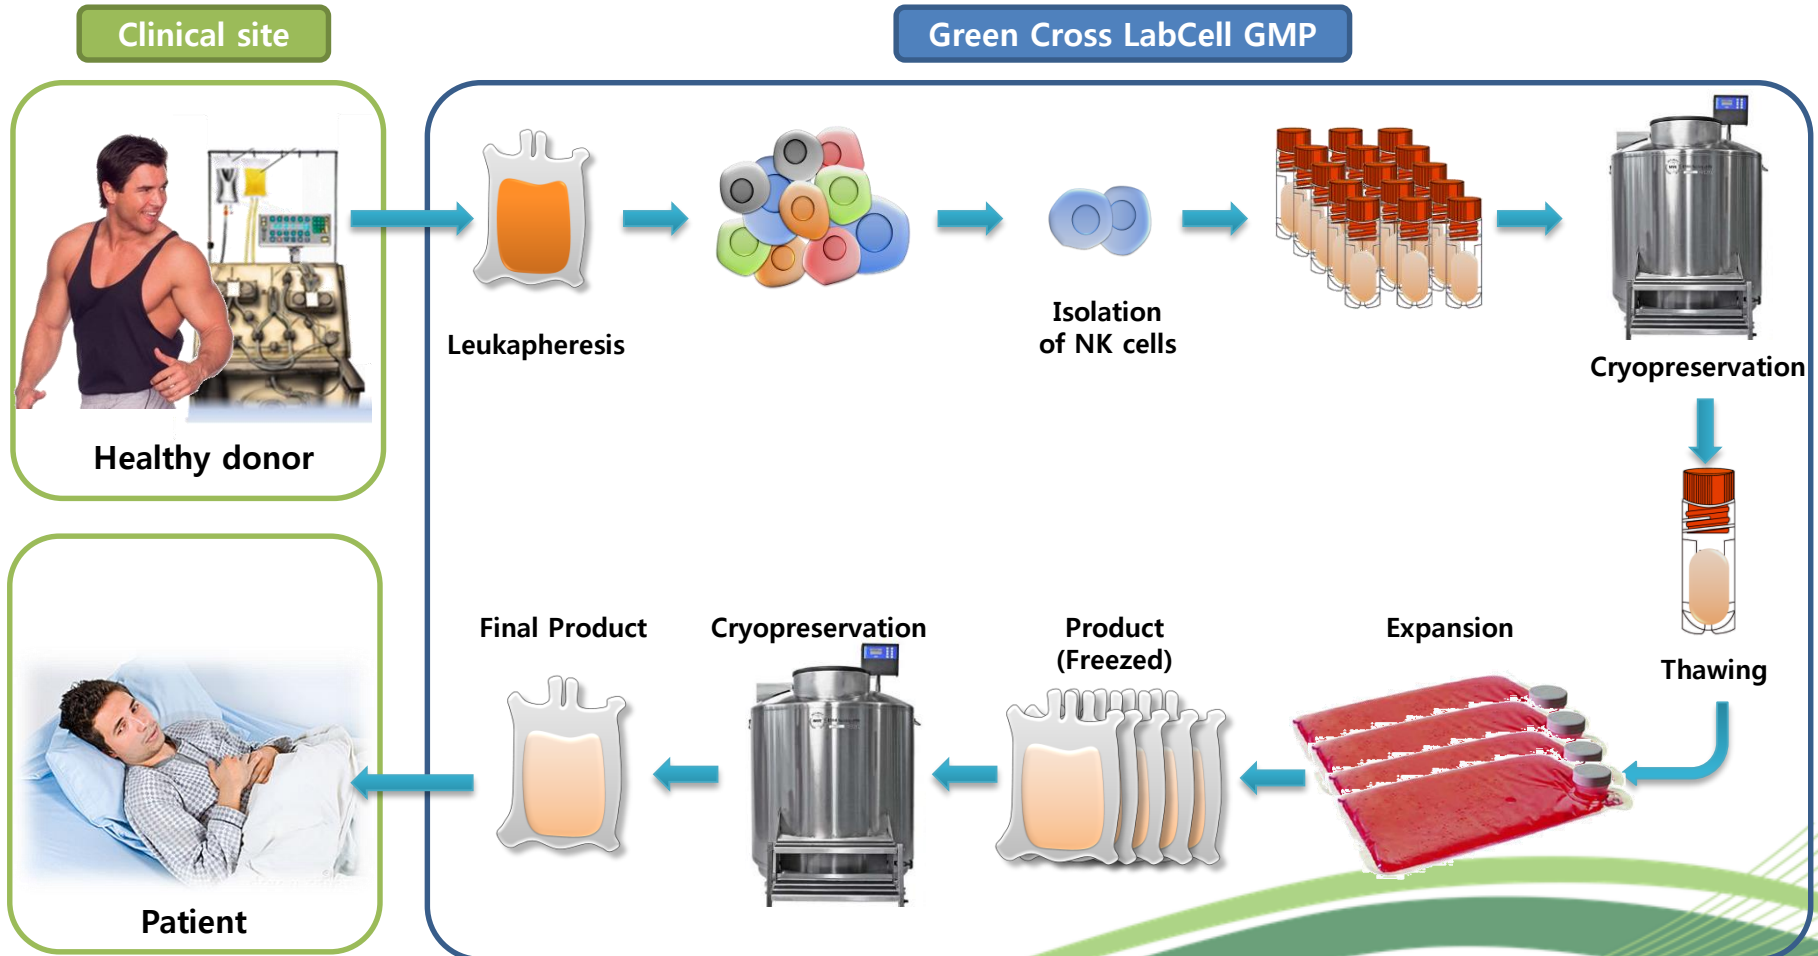 Clinical site
Green Cross LabCell GMP
Healthy donor
Leukapheresis
Isolation
of NK cells
Cryopreservation
Thawing
Expansion
Product
(Freezed)
Cryopreservation
Final Product
Patient